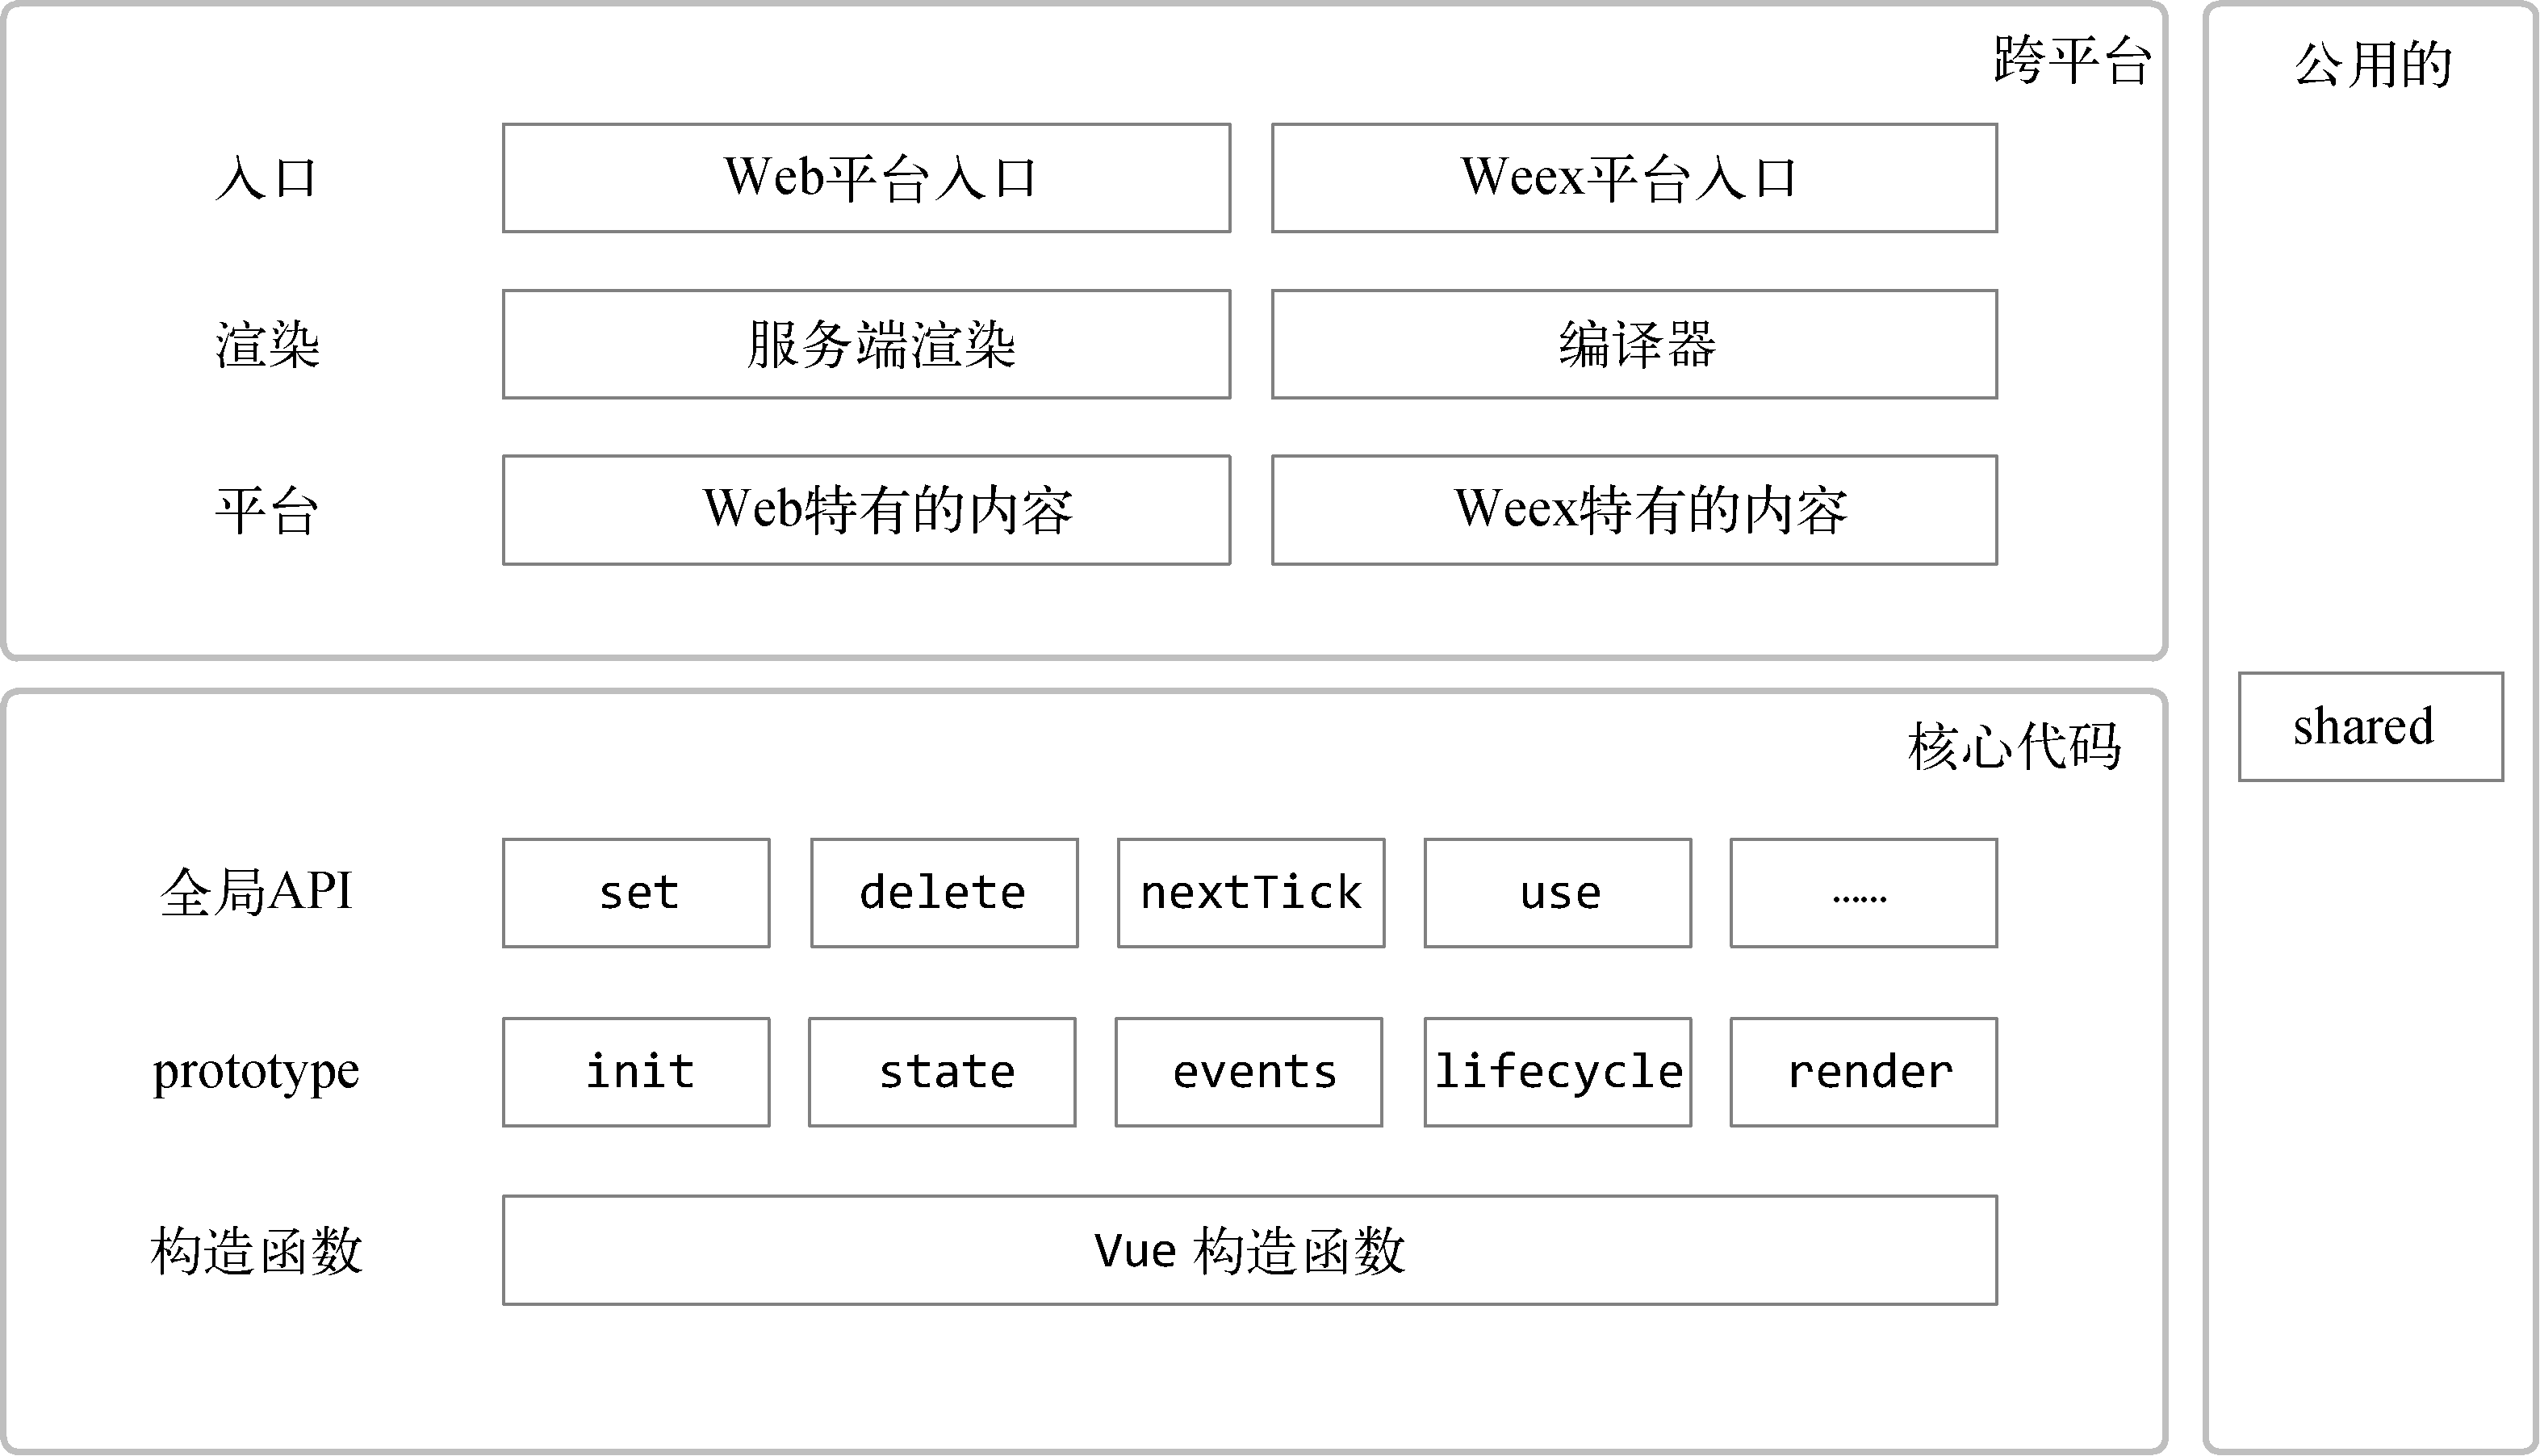 跨平台
入口 Web平台入口 Weex平台入口
渲染 服务端渲染 编译器
平台 Web特有的内容 Weex特有的内容
核心代码
全局API set delete nextTick use ……
prototype init state events lifecycle render
构造函数 Vue 构造函数
公用的
shared